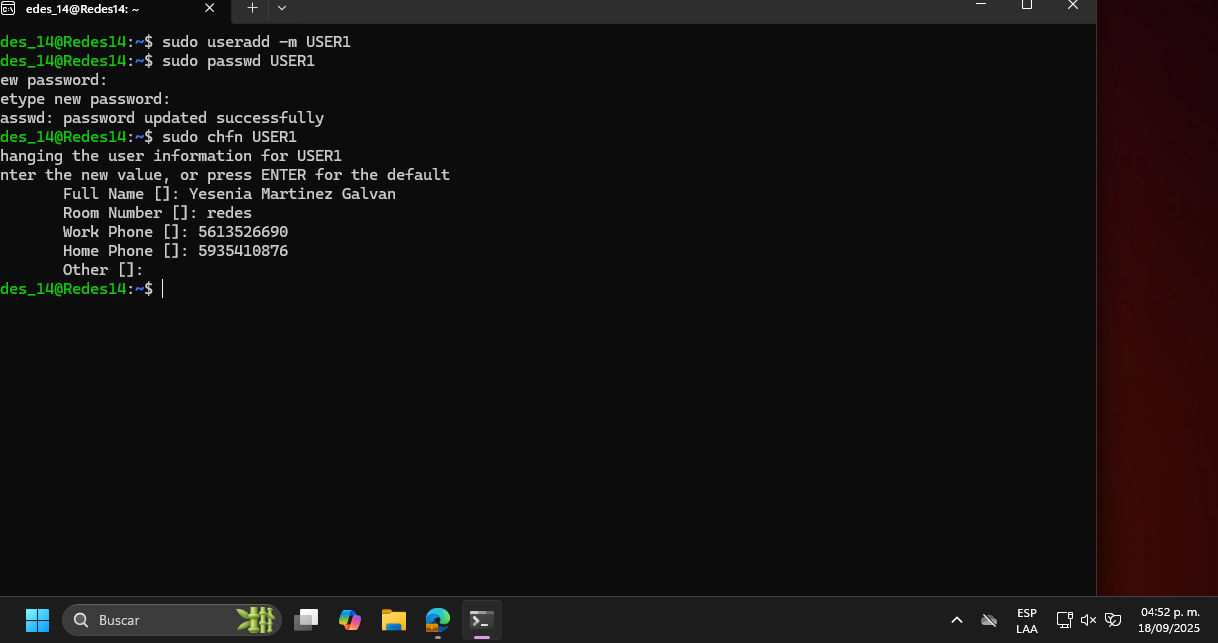 edes_14@Redes14: ~
des_14@Redes14:~$ sudo useradd -m USER1
des_14@Redes14:~$ sudo passwd USER1
ew password:
etype new password:
asswd: password updated successfully
des_14@Redes14:~$ sudo chfn USER1
hanging the user information for USER1
nter the new value, or press ENTER for the default
Full Name []: Yesenia Martinez Galvan
Room Number []: redes
Work Phone []: 5613526690
Home Phone []: 5935410876
Other []:
des_14@Redes14:~$
Buscar
ESP
LAA
04:52 p. m.
18/09/2025